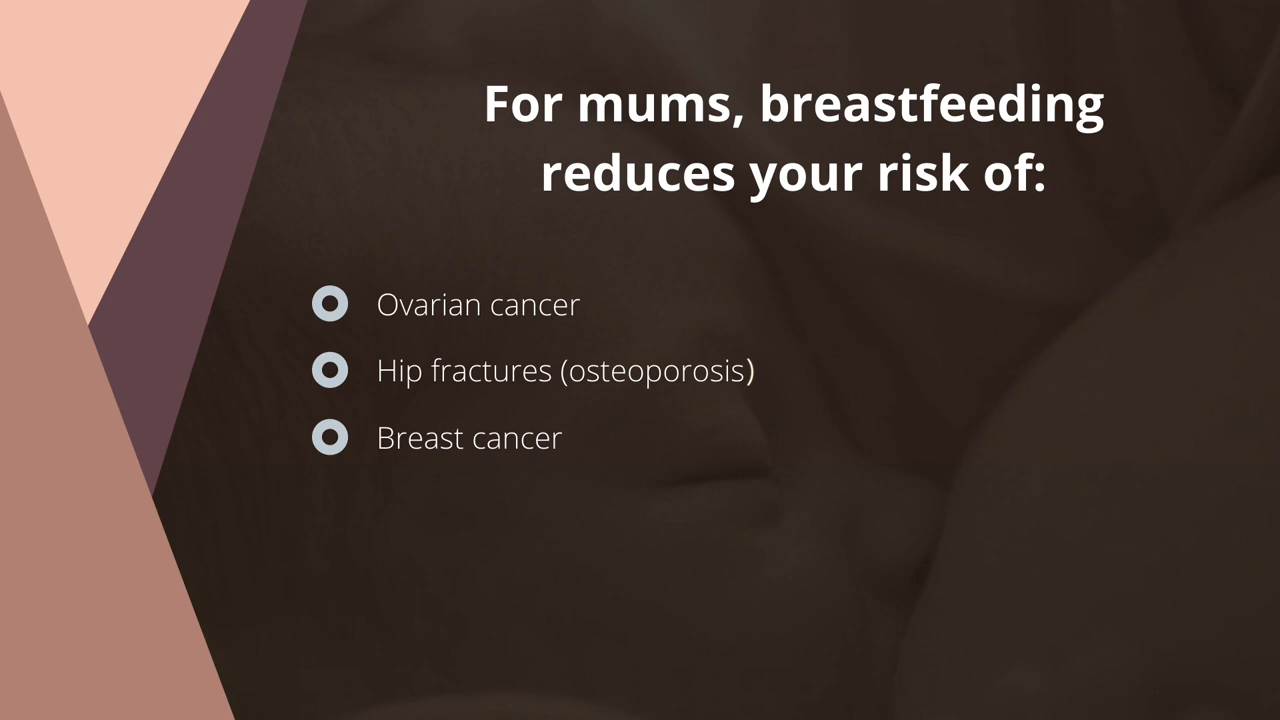 For mums, breastfeeding
reduces your risk of:
Ovarian cancer
Hip fractures (osteoporosis)
Breast cancer